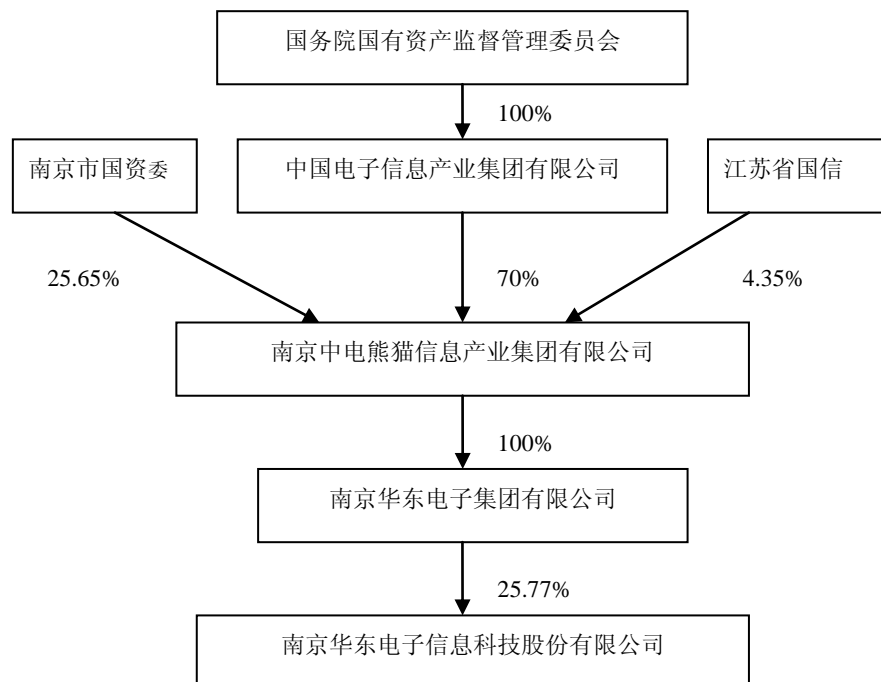 国务院国有资产监督管理委员会
100%
南京市国资委
中国电子信息产业集团有限公司
江苏省国信
25.65%
70%
4.35%
南京中电熊猫信息产业集团有限公司
100%
南京华东电子集团有限公司
25.77%
南京华东电子信息科技股份有限公司